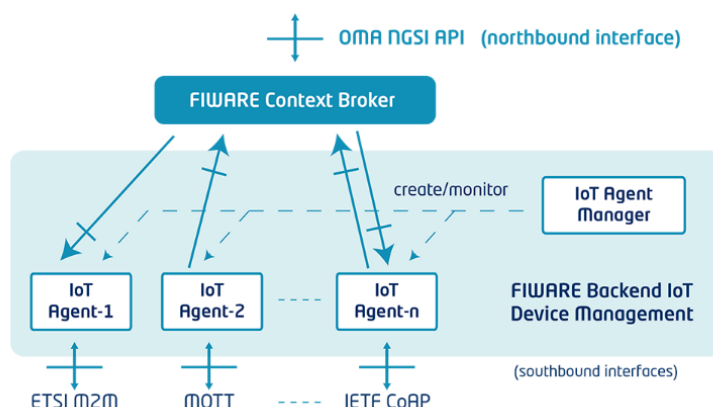 OMA NGSI API (northbound interface)
FIWARE Context Broker
create/monitor
IoT Agent
Manager
IoT
Agent-1
IoT
Agent-2
IoT
Agent-n
FIWARE Backend IoT
Device Management
(southbound interfaces)
ETSI M2M
MQTT
IETF CoAP